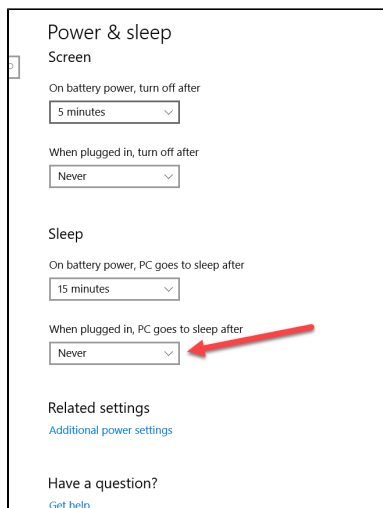 Power & sleep
Screen
On battery power, turn off after
5 minutes
When plugged in, turn off after
Never
Sleep
On battery power, PC goes to sleep after
15 minutes
When plugged in, PC goes to sleep after
Never
Related settings
Additional power settings
Have a question?
Get help